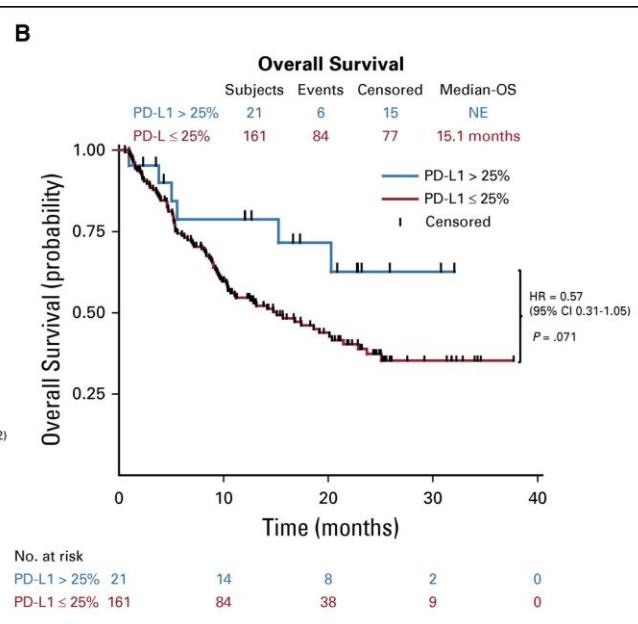 B
Overall Survival
Subjects Events Censored Median-OS
PD-L1 > 25% 21 6 15 NE
PD-L ≤ 25% 161 84 77 15.1 months
1.00
0.75
0.50
0.25
Overall Survival (probability)
PD-L1 > 25%
PD-L1 ≤ 25%
Censored
HR = 0.57
(95% CI 0.31-1.05)
P = .071
2)
0 10 20 30 40
Time (months)
No. at risk
PD-L1 > 25% 21 14 8 2 0
PD-L1 ≤ 25% 161 84 38 9 0